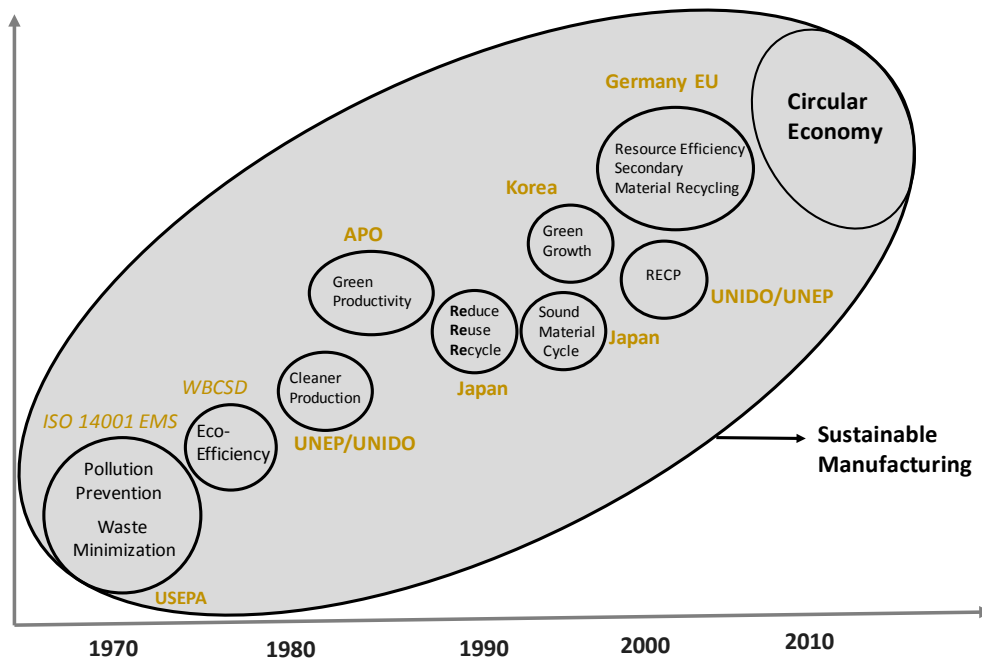 Germany EU
Circular
Economy
Resource Efficiency
Secondary
Material Recycling
Korea
Green
Growth
APO
Green
Productivity
RECP
UNIDO/UNEP
Reduce
Reuse
Recycle
Japan
Sound
Material
Cycle
Japan
WBCSD
Cleaner
Production
UNEP/UNIDO
ISO 14001 EMS
Eco-
Efficiency
Pollution
Prevention
Waste
Minimization
USEPA
Sustainable
Manufacturing
1970
1980
1990
2000
2010